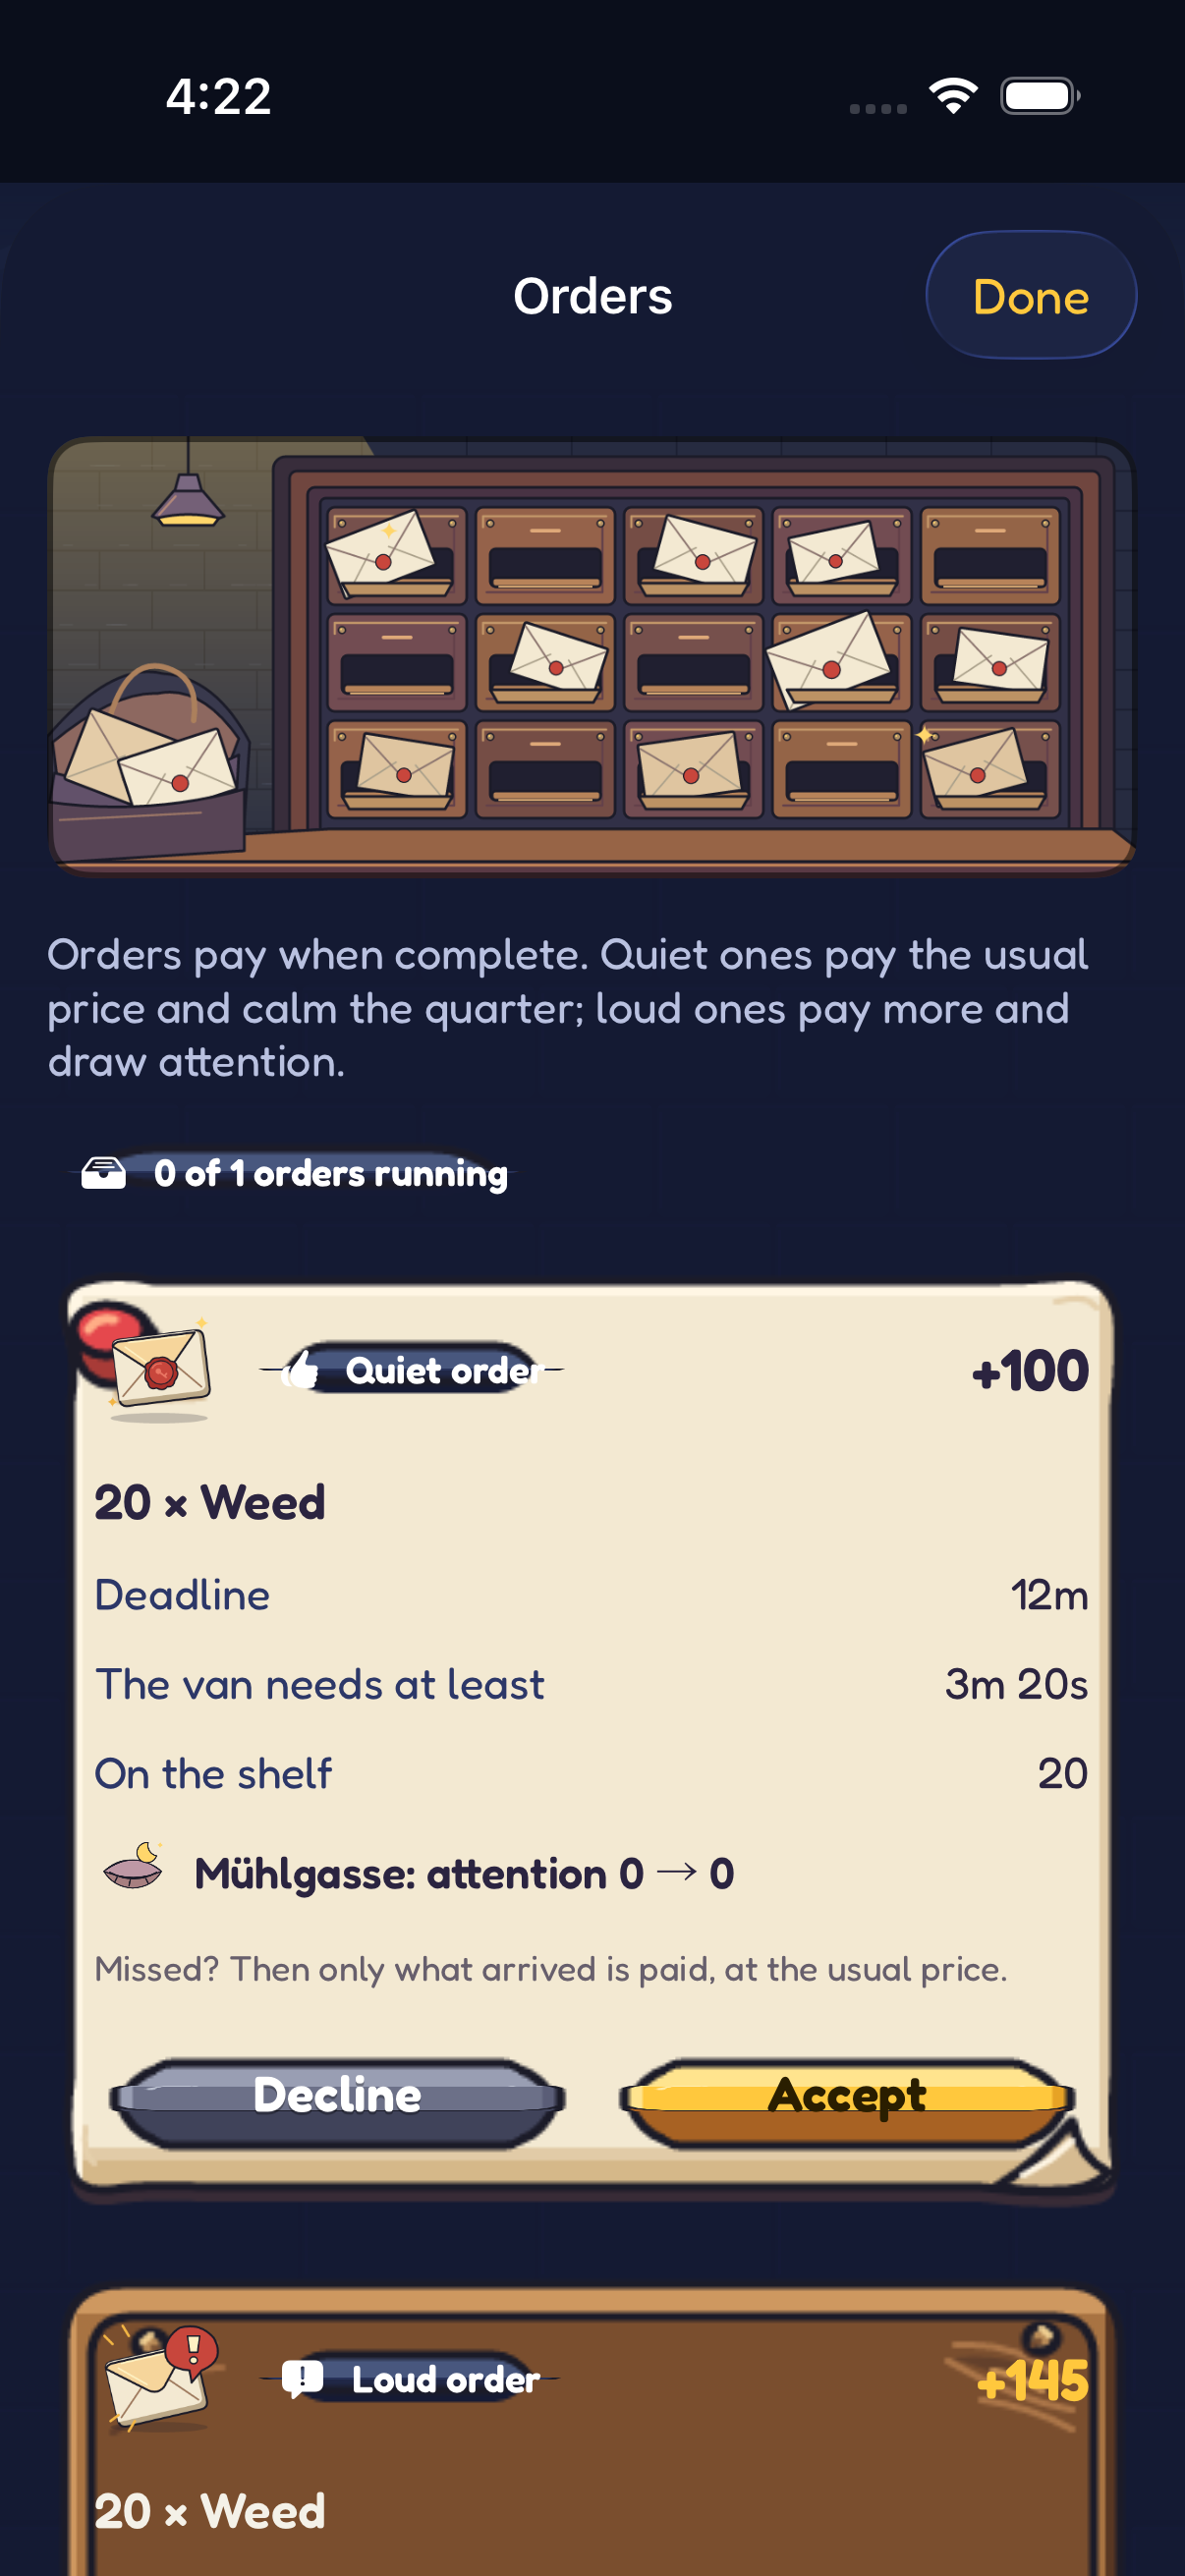 4:22
Orders
Done
Orders pay when complete. Quiet ones pay the usual
price and calm the quarter; loud ones pay more and
draw attention.
0 of 1 orders running
Quiet order
+100
20 × Weed
Deadline
12m
The van needs at least
3m 20s
On the shelf
20
Mühlgasse: attention 0 → 0
Missed? Then only what arrived is paid, at the usual price.
Decline
Accept
Loud order
+145
20 × Weed